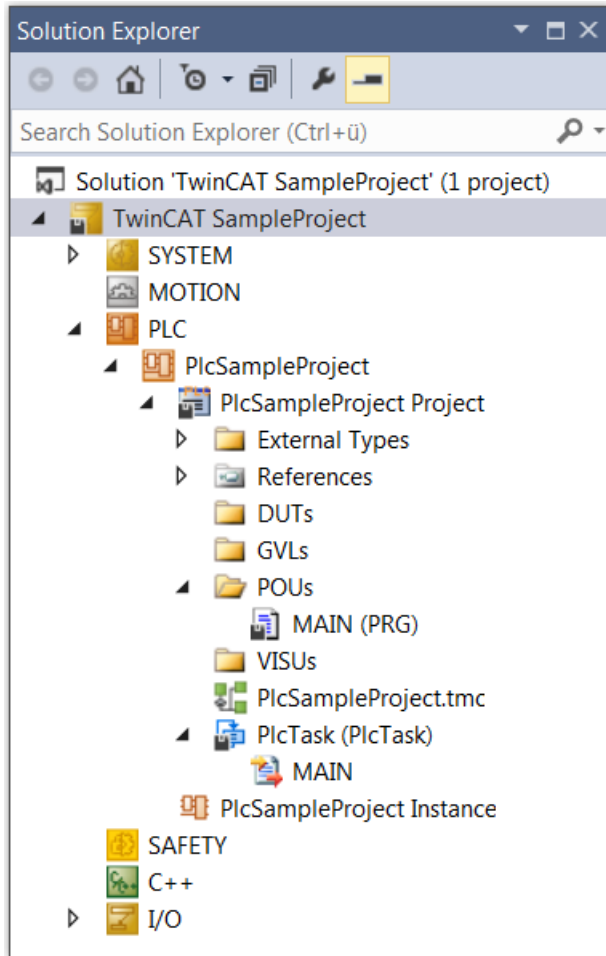 Solution Explorer
Search Solution Explorer (Ctrl+ü)
Solution 'TwinCAT SampleProject' (1 project)
TwinCAT SampleProject
SYSTEM
MOTION
PLC
PlcSampleProject
PlcSampleProject Project
External Types
References
DUTs
GVLs
POUs
MAIN (PRG)
VISUs
PlcSampleProject.tmc
PlcTask (PlcTask)
MAIN
PlcSampleProject Instance
SAFETY
C++
I/O